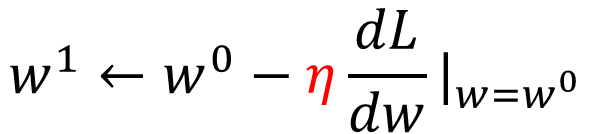 w¹ ← w⁰ − η dL/dw |w=w⁰